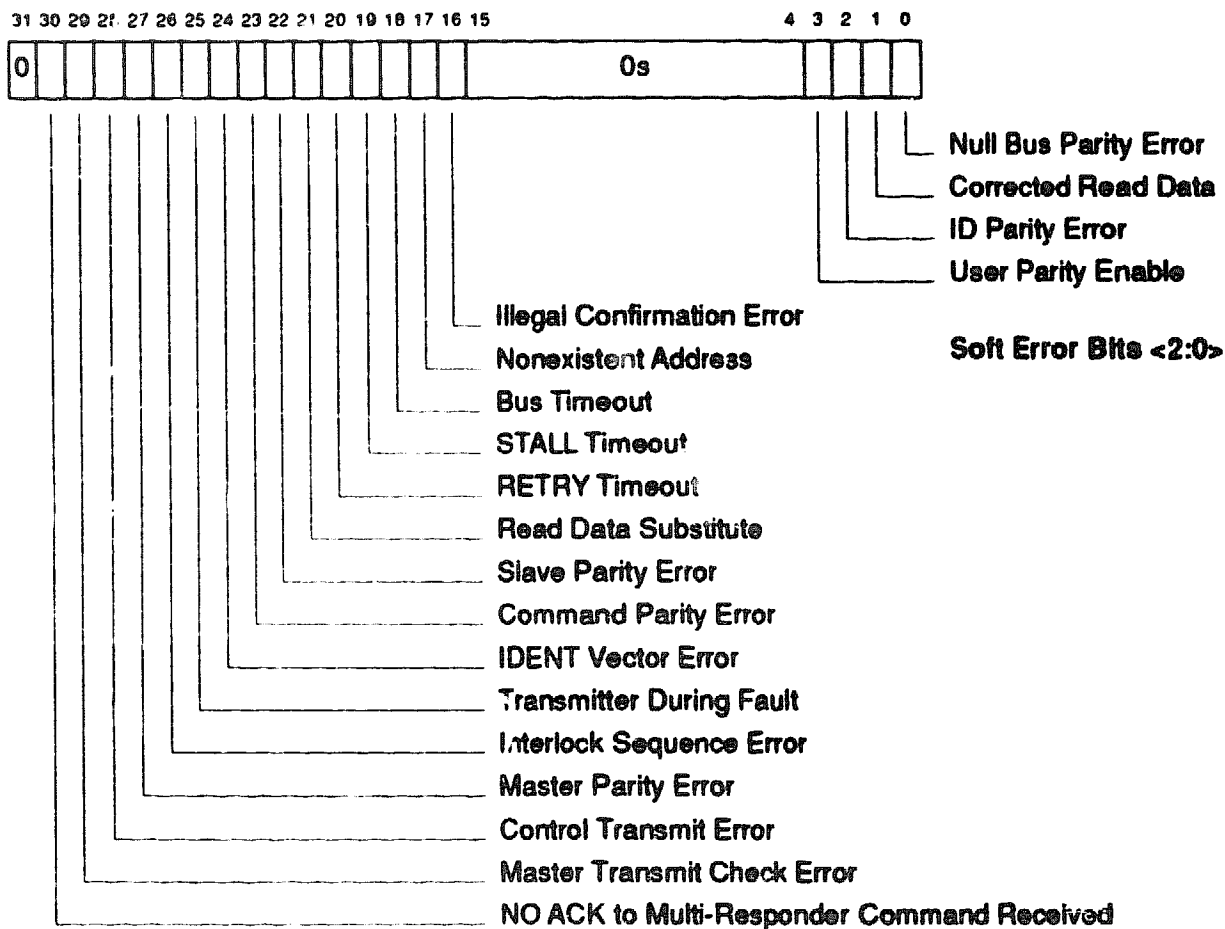 31 30 29 28 27 26 25 24 23 22 21 20 19 18 17 16 15 4 3 2 1 0
0 0s
Null Bus Parity Error
Corrected Read Data
ID Parity Error
User Parity Enable
Illegal Confirmation Error
Soft Error Bits <2:0>
Nonexistent Address
Bus Timeout
STALL Timeout
RETRY Timeout
Read Data Substitute
Slave Parity Error
Command Parity Error
IDENT Vector Error
Transmitter During Fault
Interlock Sequence Error
Master Parity Error
Control Transmit Error
Master Transmit Check Error
NO ACK to Multi-Responder Command Received